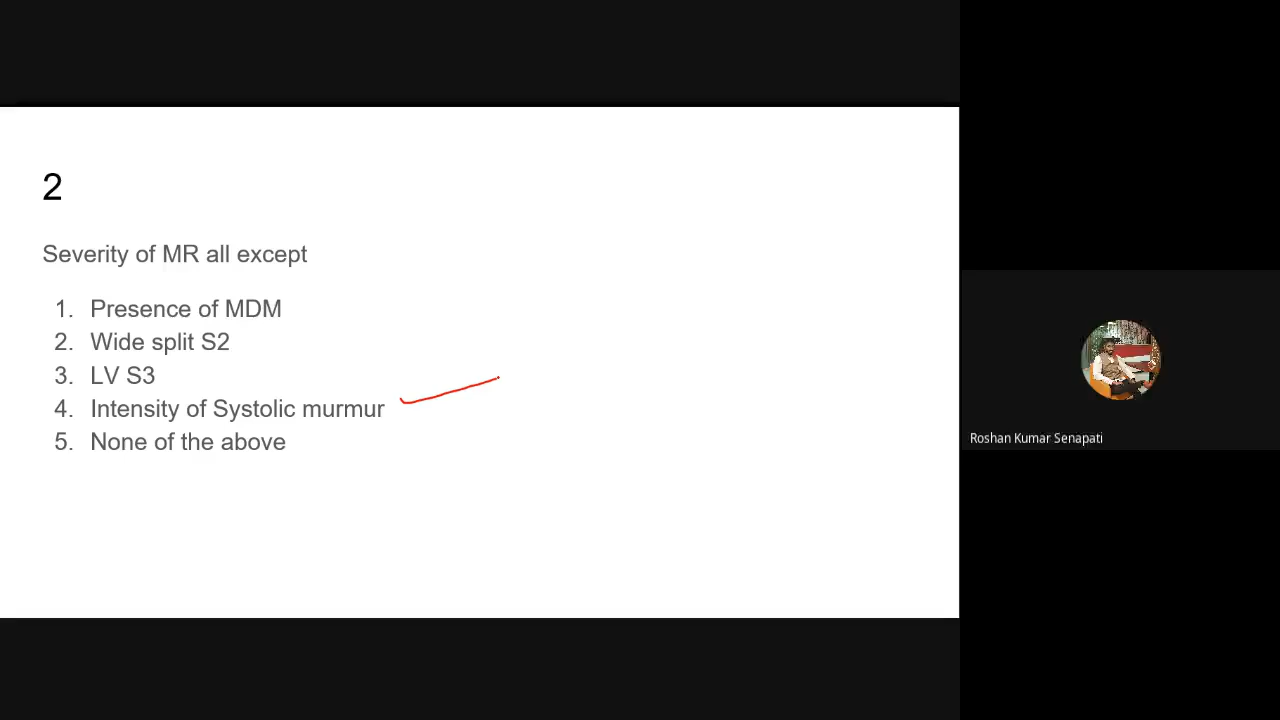 2
Severity of MR all except
1. Presence of MDM
2. Wide split S2
3. LV S3
4. Intensity of Systolic murmur
5. None of the above
Roshan Kumar Senapati